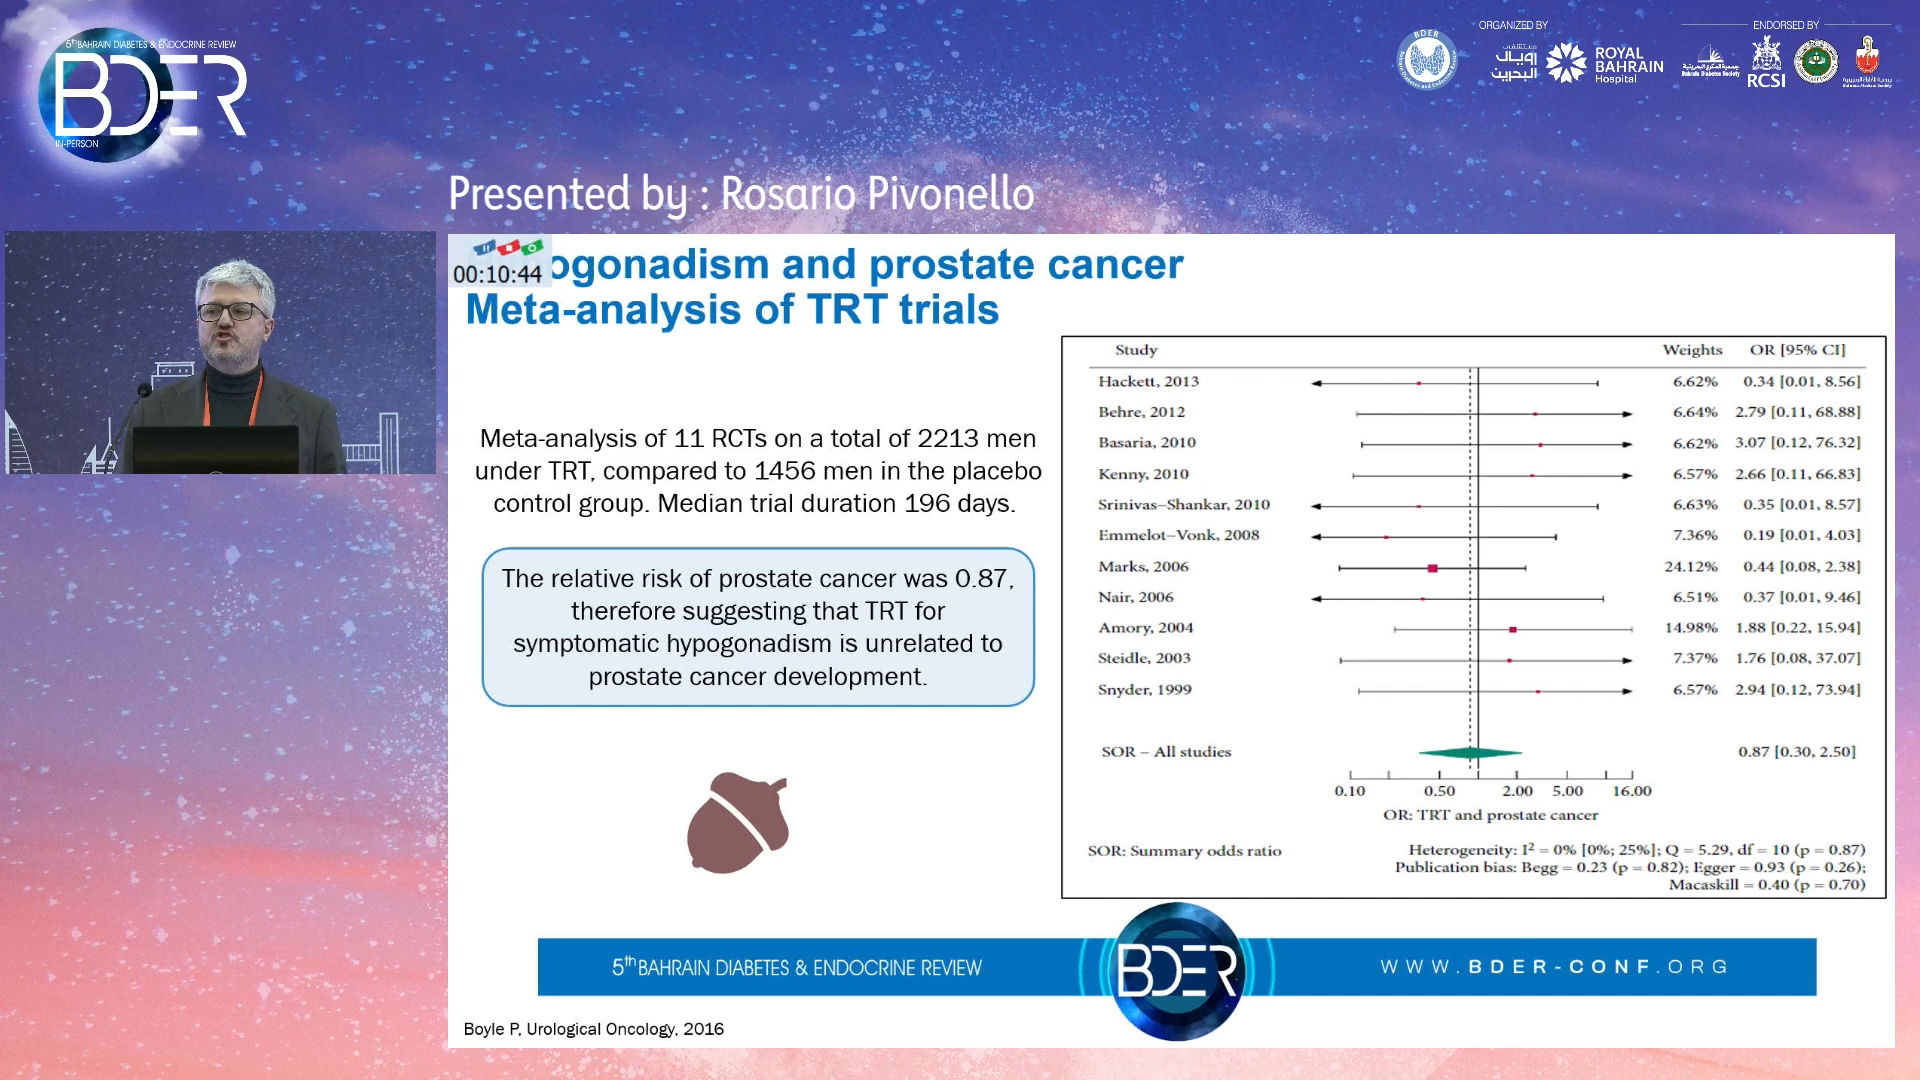 5th BAHRAIN DIABETES & ENDOCRINE REVIEW
BDER
IN-PERSON
ORGANIZED BY
BDER
مستشفى
رويال
البحرين
ROYAL
BAHRAIN
Hospital
ENDORSED BY
Bahrain Diabetes Society
RCSI
Bahrain Medical Society
Presented by : Rosario Pivonello
00:10:44
ogonadism and prostate cancer
Meta-analysis of TRT trials
Meta-analysis of 11 RCTs on a total of 2213 men
under TRT, compared to 1456 men in the placebo
control group. Median trial duration 196 days.
The relative risk of prostate cancer was 0.87,
therefore suggesting that TRT for
symptomatic hypogonadism is unrelated to
prostate cancer development.
Study Weights OR [95% CI]
Hackett, 2013 6.62% 0.34 [0.01, 8.56]
Behre, 2012 6.64% 2.79 [0.11, 68.88]
Basaria, 2010 6.62% 3.07 [0.12, 76.32]
Kenny, 2010 6.57% 2.66 [0.11, 66.83]
Srinivas–Shankar, 2010 6.63% 0.35 [0.01, 8.57]
Emmelot–Vonk, 2008 7.36% 0.19 [0.01, 4.03]
Marks, 2006 24.12% 0.44 [0.08, 2.38]
Nair, 2006 6.51% 0.37 [0.01, 9.46]
Amory, 2004 14.98% 1.88 [0.22, 15.94]
Steidle, 2003 7.37% 1.76 [0.08, 37.07]
Snyder, 1999 6.57% 2.94 [0.12, 73.94]
SOR – All studies 0.87 [0.30, 2.50]
0.10 0.50 2.00 5.00 16.00
OR: TRT and prostate cancer
SOR: Summary odds ratio
Heterogeneity: I² = 0% [0%; 25%]; Q = 5.29, df = 10 (p = 0.87)
Publication bias: Begg = 0.23 (p = 0.82); Egger = 0.93 (p = 0.26);
Macaskill = 0.40 (p = 0.70)
5th BAHRAIN DIABETES & ENDOCRINE REVIEW
BDER
WWW.BDER-CONF.ORG
Boyle P, Urological Oncology, 2016